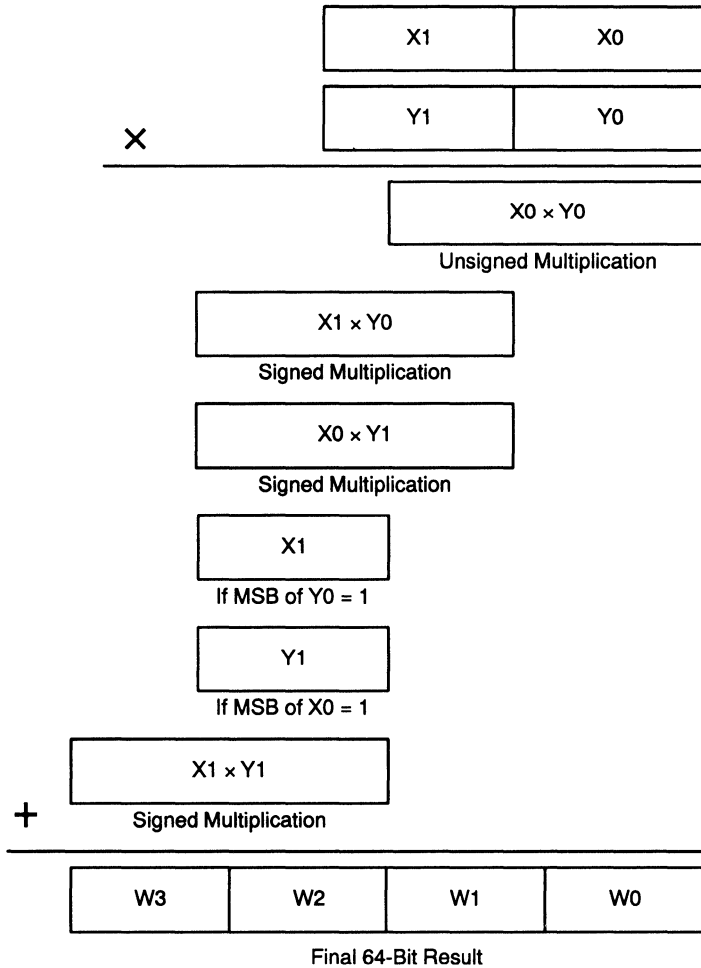 X1 X0
Y1 Y0
×
X0 × Y0
Unsigned Multiplication
X1 × Y0
Signed Multiplication
X0 × Y1
Signed Multiplication
X1
If MSB of Y0 = 1
Y1
If MSB of X0 = 1
X1 × Y1
+
Signed Multiplication
W3 W2 W1 W0
Final 64-Bit Result